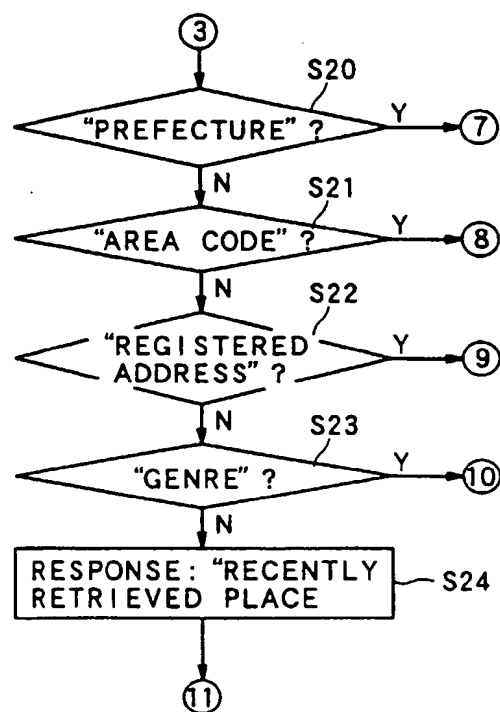 3
S20
"PREFECTURE" ?
Y
7
N
S21
"AREA CODE" ?
Y
8
N
S22
"REGISTERED
ADDRESS" ?
Y
9
N
S23
"GENRE" ?
Y
10
N
RESPONSE: "RECENTLY
RETRIEVED PLACE
S24
11